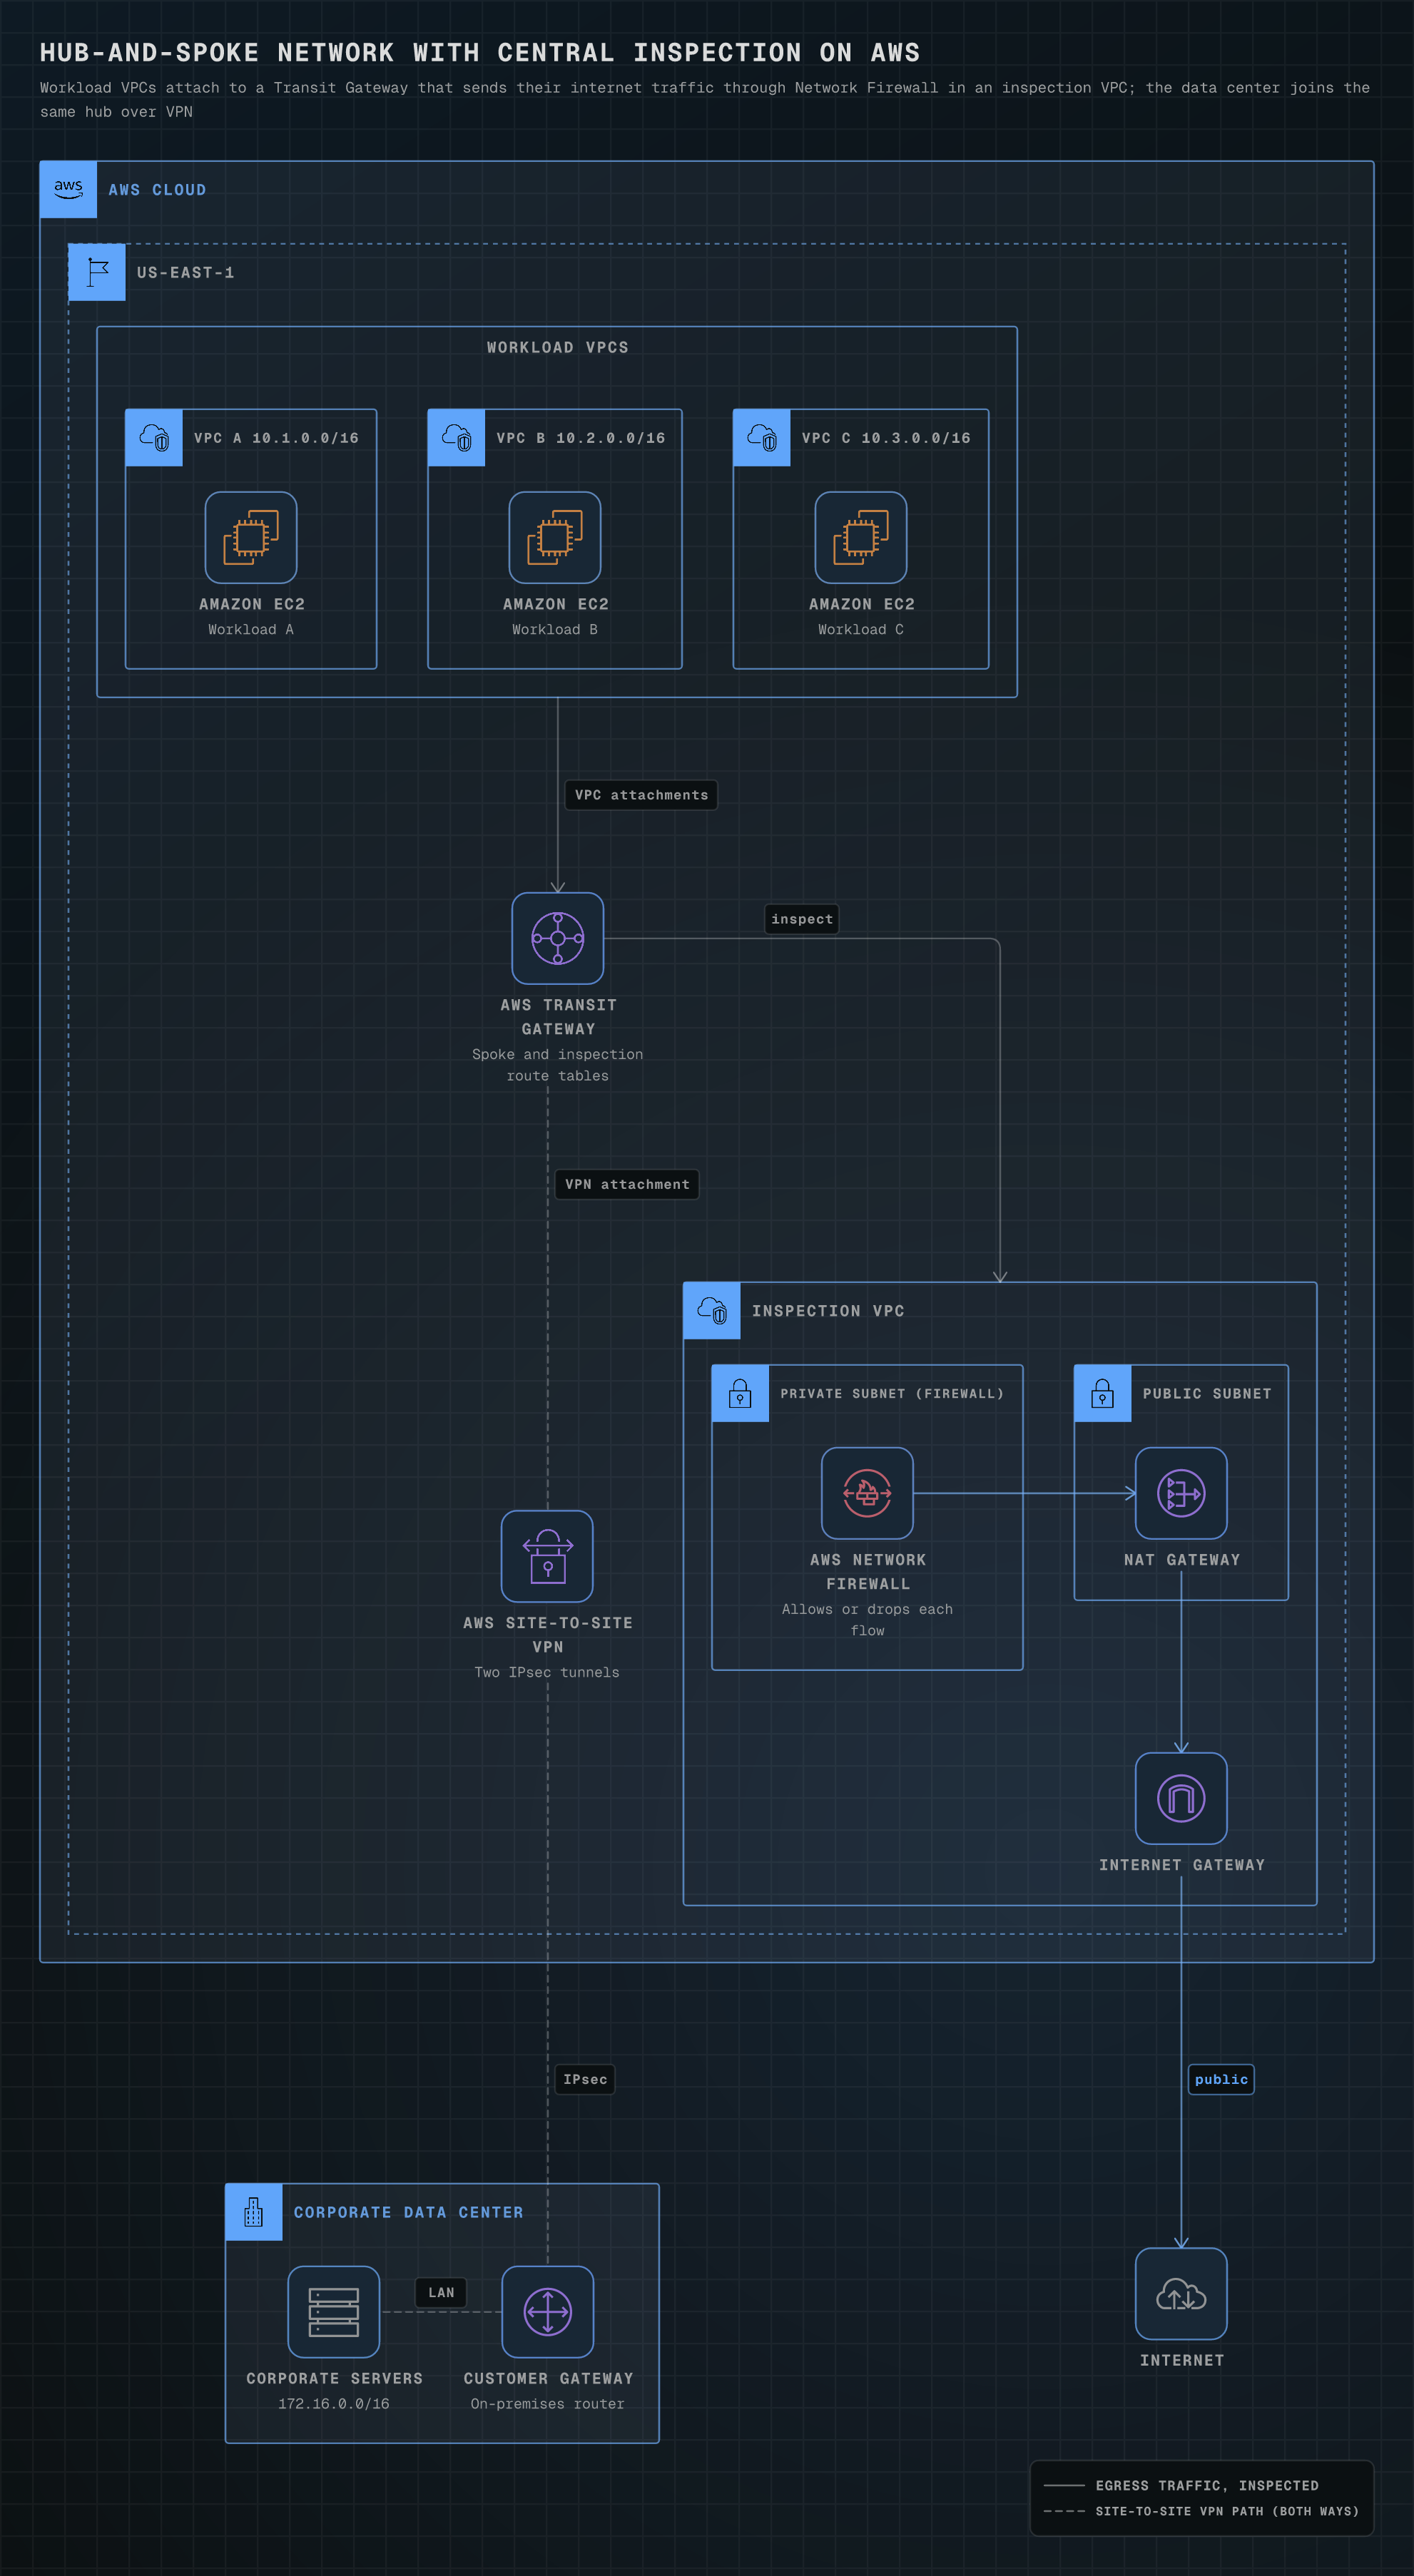 HUB-AND-SPOKE NETWORK WITH CENTRAL INSPECTION ON AWS
Workload VPCs attach to a Transit Gateway that sends their internet traffic through Network Firewall in an inspection VPC; the data center joins the
same hub over VPN
aws
AWS CLOUD
US-EAST-1
WORKLOAD VPCS
VPC A 10.1.0.0/16
VPC B 10.2.0.0/16
VPC C 10.3.0.0/16
AMAZON EC2
Workload A
AMAZON EC2
Workload B
AMAZON EC2
Workload C
VPC attachments
inspect
AWS TRANSIT
GATEWAY
Spoke and inspection
route tables
VPN attachment
INSPECTION VPC
PRIVATE SUBNET (FIREWALL)
PUBLIC SUBNET
AWS NETWORK
FIREWALL
Allows or drops each
flow
NAT GATEWAY
AWS SITE-TO-SITE
VPN
Two IPsec tunnels
INTERNET GATEWAY
IPsec
public
CORPORATE DATA CENTER
LAN
CORPORATE SERVERS
172.16.0.0/16
CUSTOMER GATEWAY
On-premises router
INTERNET
EGRESS TRAFFIC, INSPECTED
SITE-TO-SITE VPN PATH (BOTH WAYS)